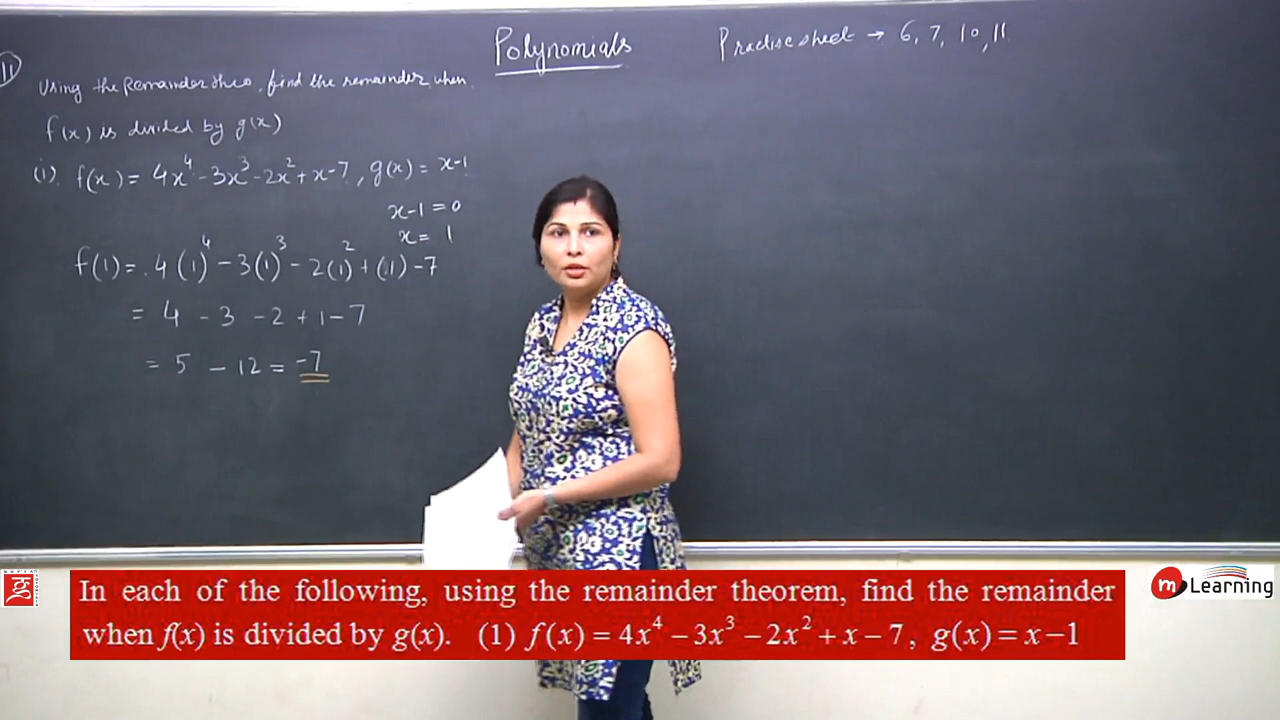 Polynomials
Practise sheet → 6, 7, 10, 11
11
Using the Remainder theo, find the remainder when
f(x) is divided by g(x)
(i) f(x) = 4x⁴ - 3x³ - 2x² + x - 7, g(x) = x-1
x-1 = 0
x = 1
f(1) = 4(1)⁴ - 3(1)³ - 2(1)² + (1) - 7
= 4 - 3 - 2 + 1 - 7
= 5 - 12 = -7
In each of the following, using the remainder theorem, find the remainder
when f(x) is divided by g(x). (1) f(x) = 4x⁴ - 3x³ - 2x² + x - 7, g(x) = x - 1
m Learning